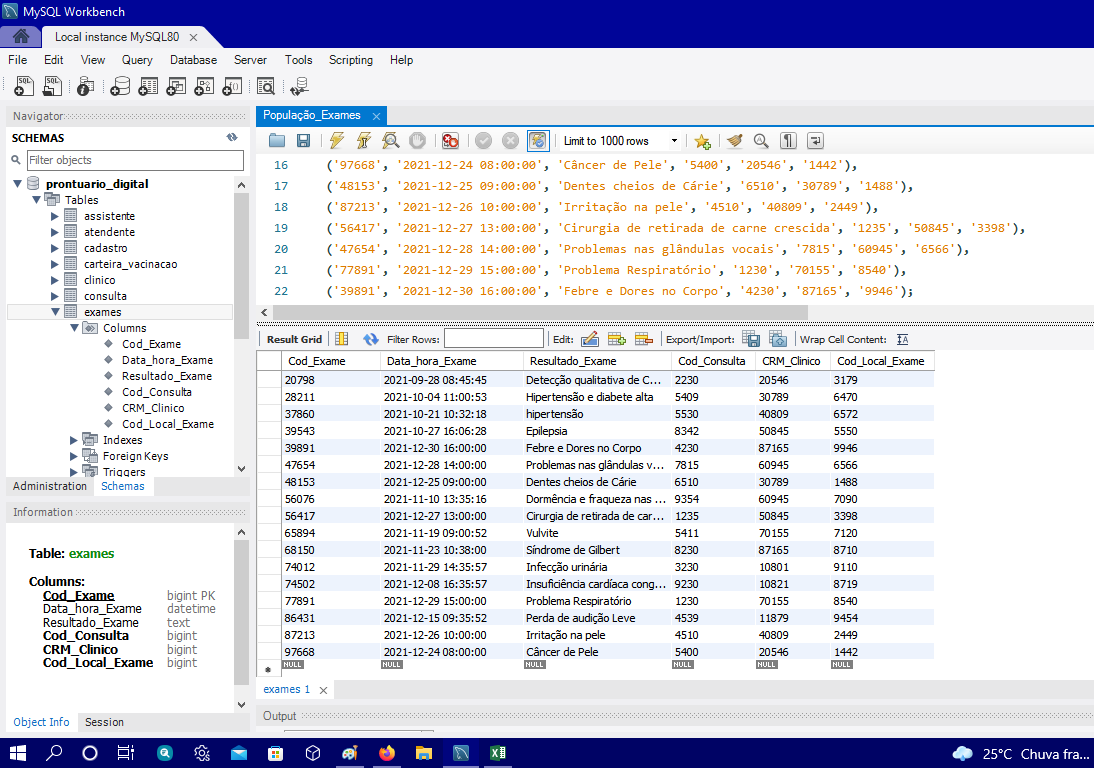 MySQL Workbench
Local instance MySQL80
File Edit View Query Database Server Tools Scripting Help
Navigator
SCHEMAS
Filter objects
prontuario_digital
Tables
assistente
atendente
cadastro
carteira_vacinacao
clinico
consulta
exames
Columns
Cod_Exame
Data_hora_Exame
Resultado_Exame
Cod_Consulta
CRM_Clinico
Cod_Local_Exame
Indexes
Foreign Keys
Triggers
Administration Schemas
Information
Table: exames
Columns:
Cod_Exame bigint PK
Data_hora_Exame datetime
Resultado_Exame text
Cod_Consulta bigint
CRM_Clinico bigint
Cod_Local_Exame bigint
Object Info Session
População_Exames
Limit to 1000 rows
16 ('97668', '2021-12-24 08:00:00', 'Câncer de Pele', '5400', '20546', '1442'),
17 ('48153', '2021-12-25 09:00:00', 'Dentes cheios de Cárie', '6510', '30789', '1488'),
18 ('87213', '2021-12-26 10:00:00', 'Irritação na pele', '4510', '40809', '2449'),
19 ('56417', '2021-12-27 13:00:00', 'Cirurgia de retirada de carne crescida', '1235', '50845', '3398'),
20 ('47654', '2021-12-28 14:00:00', 'Problemas nas glândulas vocais', '7815', '60945', '6566'),
21 ('77891', '2021-12-29 15:00:00', 'Problema Respiratório', '1230', '70155', '8540'),
22 ('39891', '2021-12-30 16:00:00', 'Febre e Dores no Corpo', '4230', '87165', '9946');
Result Grid Filter Rows: Edit: Export/Import: Wrap Cell Content:
Cod_Exame Data_hora_Exame Resultado_Exame Cod_Consulta CRM_Clinico Cod_Local_Exame
20798 2021-09-28 08:45:45 Detecção qualitativa de C... 2230 20546 3179
28211 2021-10-04 11:00:53 Hipertensão e diabete alta 5409 30789 6470
37860 2021-10-21 10:32:18 hipertensão 5530 40809 6572
39543 2021-10-27 16:06:28 Epilepsia 8342 50845 5550
39891 2021-12-30 16:00:00 Febre e Dores no Corpo 4230 87165 9946
47654 2021-12-28 14:00:00 Problemas nas glândulas v... 7815 60945 6566
48153 2021-12-25 09:00:00 Dentes cheios de Cárie 6510 30789 1488
56076 2021-11-10 13:35:16 Dormência e fraqueza nas ... 9354 60945 7090
56417 2021-12-27 13:00:00 Cirurgia de retirada de car... 1235 50845 3398
65894 2021-11-19 09:00:52 Vulvite 5411 70155 7120
68150 2021-11-23 10:38:00 Síndrome de Gilbert 8230 87165 8710
74012 2021-11-29 14:35:57 Infecção urinária 3230 10801 9110
74502 2021-12-08 16:35:57 Insuficiência cardíaca cong... 9230 10821 8719
77891 2021-12-29 15:00:00 Problema Respiratório 1230 70155 8540
86431 2021-12-15 09:35:52 Perda de audição Leve 4539 11879 9454
87213 2021-12-26 10:00:00 Irritação na pele 4510 40809 2449
97668 2021-12-24 08:00:00 Câncer de Pele 5400 20546 1442
NULL NULL NULL NULL NULL NULL
exames 1
Output
25°C Chuva fra...